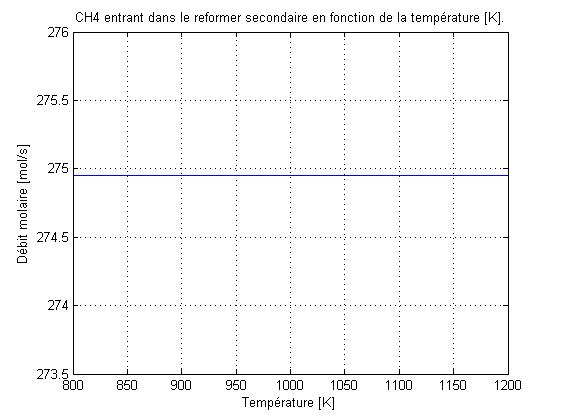 CH4 entrant dans le reformer secondaire en fonction de la température [K].
276
275.5
275
274.5
274
273.5
Débit molaire [mol/s]
800 850 900 950 1000 1050 1100 1150 1200
Température [K]